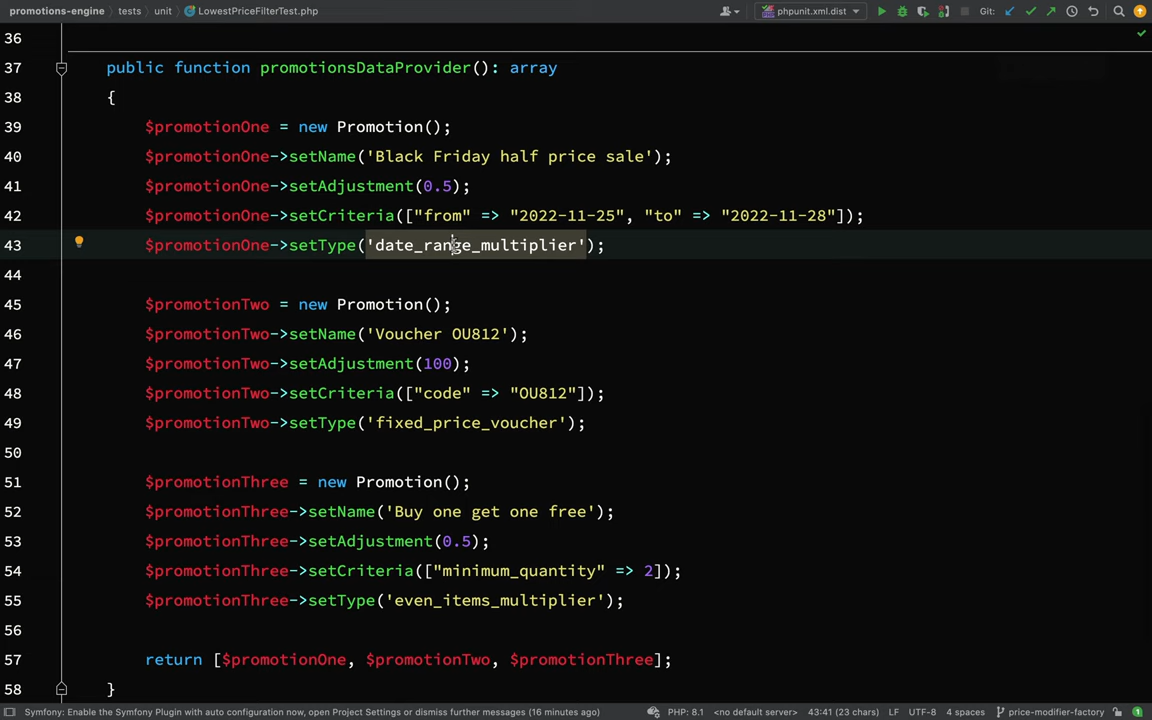 promotions-engine tests unit LowestPriceFilterTest.php phpunit.xml.dist Git:
36
37 public function promotionsDataProvider(): array
38 {
39 $promotionOne = new Promotion();
40 $promotionOne->setName('Black Friday half price sale');
41 $promotionOne->setAdjustment(0.5);
42 $promotionOne->setCriteria(["from" => "2022-11-25", "to" => "2022-11-28"]);
43 $promotionOne->setType('date_range_multiplier');
44
45 $promotionTwo = new Promotion();
46 $promotionTwo->setName('Voucher OU812');
47 $promotionTwo->setAdjustment(100);
48 $promotionTwo->setCriteria(["code" => "OU812"]);
49 $promotionTwo->setType('fixed_price_voucher');
50
51 $promotionThree = new Promotion();
52 $promotionThree->setName('Buy one get one free');
53 $promotionThree->setAdjustment(0.5);
54 $promotionThree->setCriteria(["minimum_quantity" => 2]);
55 $promotionThree->setType('even_items_multiplier');
56
57 return [$promotionOne, $promotionTwo, $promotionThree];
58 }
Symfony: Enable the Symfony Plugin with auto configuration now, open Project Settings or dismiss further messages (16 minutes ago) PHP: 8.1 <no default server> 43:41 (23 chars) LF UTF-8 4 spaces price-modifier-factory 1